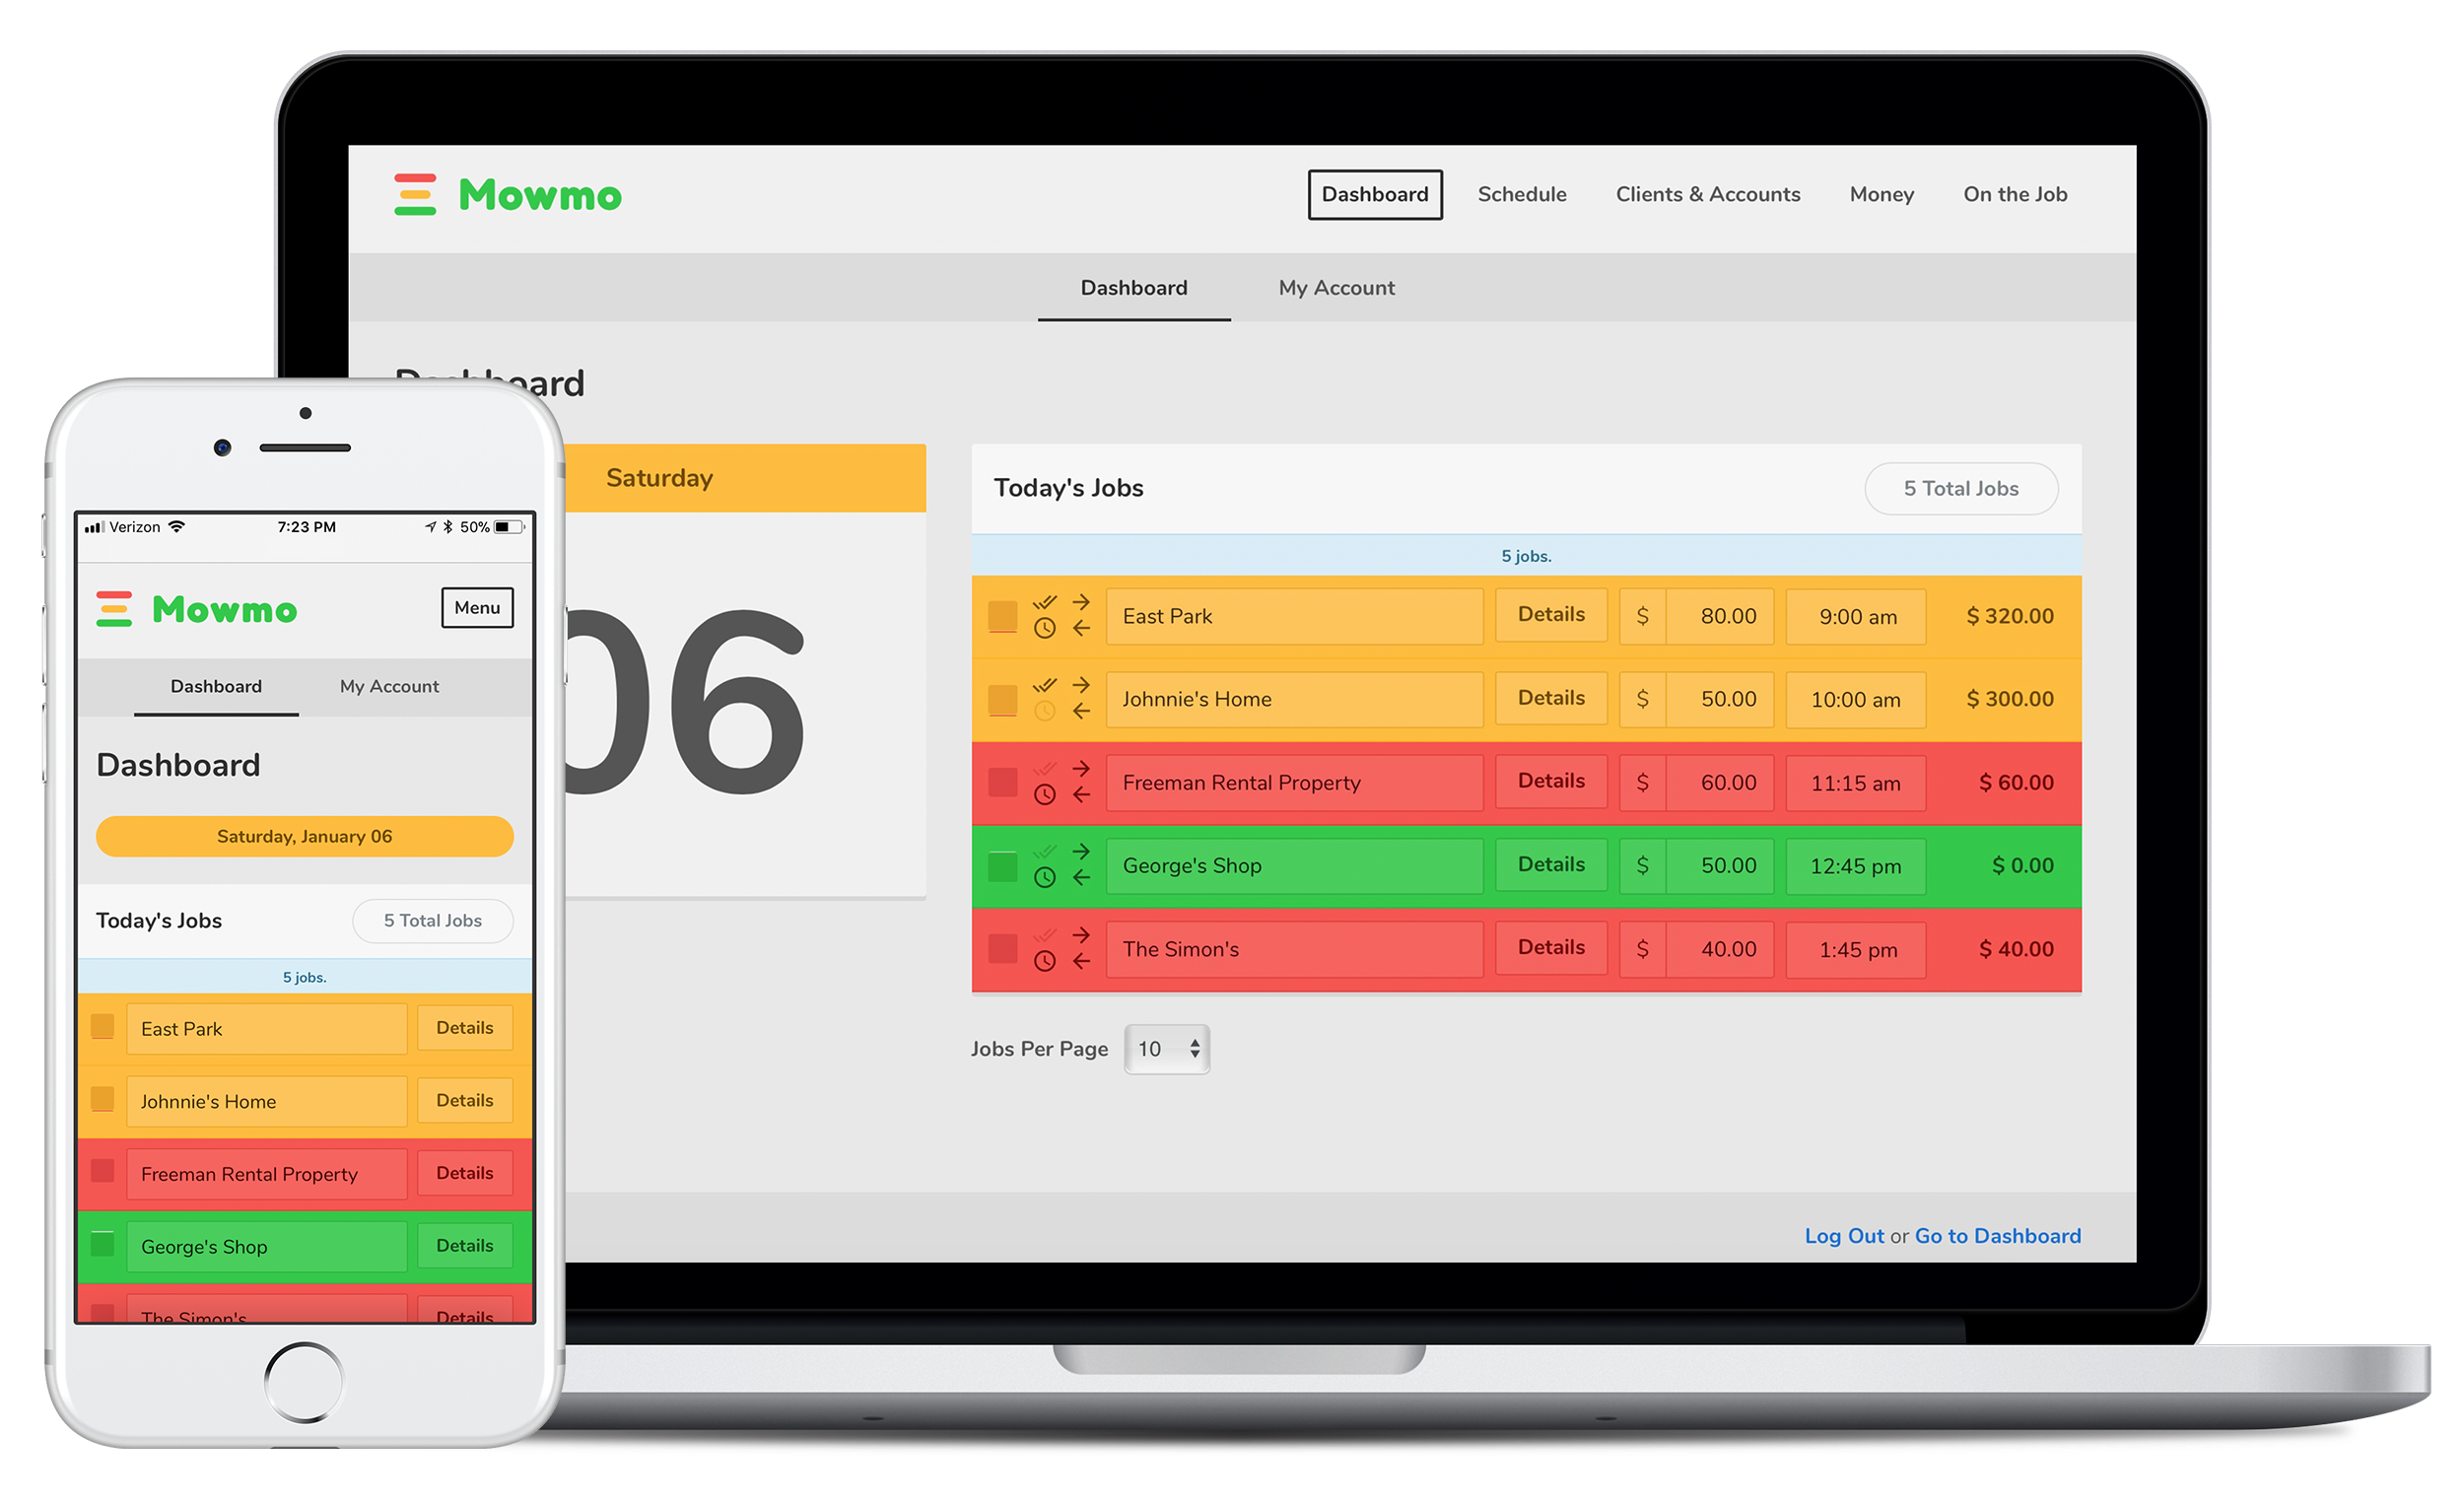 Mowmo
Dashboard Schedule Clients & Accounts Money On the Job
Dashboard My Account
Dashboard
Saturday
06
Today's Jobs 5 Total Jobs
5 jobs.
East Park Details $ 80.00 9:00 am $ 320.00
Johnnie's Home Details $ 50.00 10:00 am $ 300.00
Freeman Rental Property Details $ 60.00 11:15 am $ 60.00
George's Shop Details $ 50.00 12:45 pm $ 0.00
The Simon's Details $ 40.00 1:45 pm $ 40.00
Jobs Per Page 10
Log Out or Go to Dashboard
Verizon 7:23 PM 50%
Mowmo Menu
Dashboard My Account
Dashboard
Saturday, January 06
Today's Jobs 5 Total Jobs
5 jobs.
East Park Details
Johnnie's Home Details
Freeman Rental Property Details
George's Shop Details
The Simon's Details